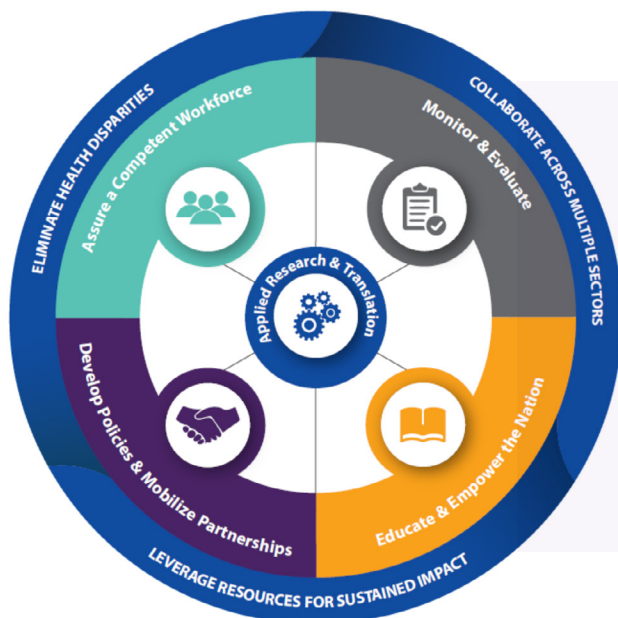 ELIMINATE HEALTH DISPARITIES
COLLABORATE ACROSS MULTIPLE SECTORS
Assure a Competent Workforce
Monitor & Evaluate
Applied Research & Translation
Develop Policies & Mobilize Partnerships
Educate & Empower the Nation
LEVERAGE RESOURCES FOR SUSTAINED IMPACT